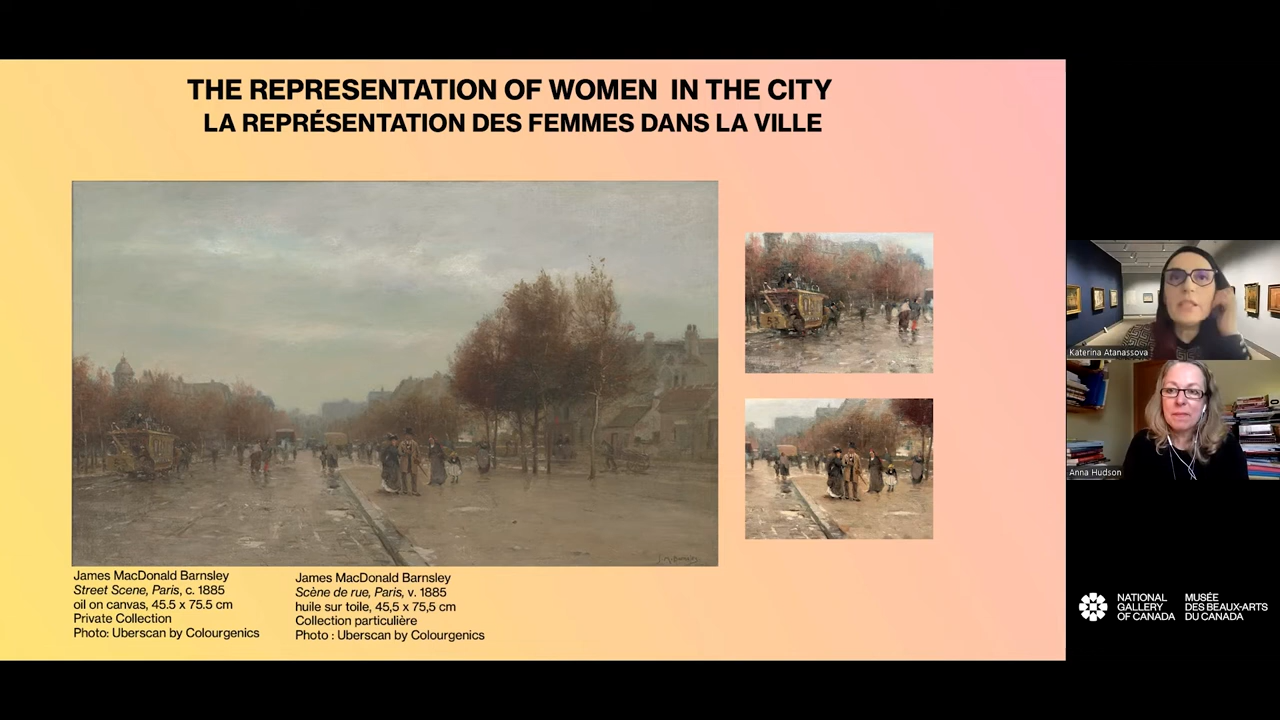 THE REPRESENTATION OF WOMEN IN THE CITY
LA REPRÉSENTATION DES FEMMES DANS LA VILLE
James MacDonald Barnsley
Street Scene, Paris, c. 1885
oil on canvas, 45.5 x 75.5 cm
Private Collection
Photo: Uberscan by Colourgenics
James MacDonald Barnsley
Scène de rue, Paris, v. 1885
huile sur toile, 45,5 x 75,5 cm
Collection particulière
Photo : Uberscan by Colourgenics
Katerina Atanassova
Anna Hudson
NATIONAL
GALLERY
OF CANADA
MUSÉE
DES BEAUX-ARTS
DU CANADA